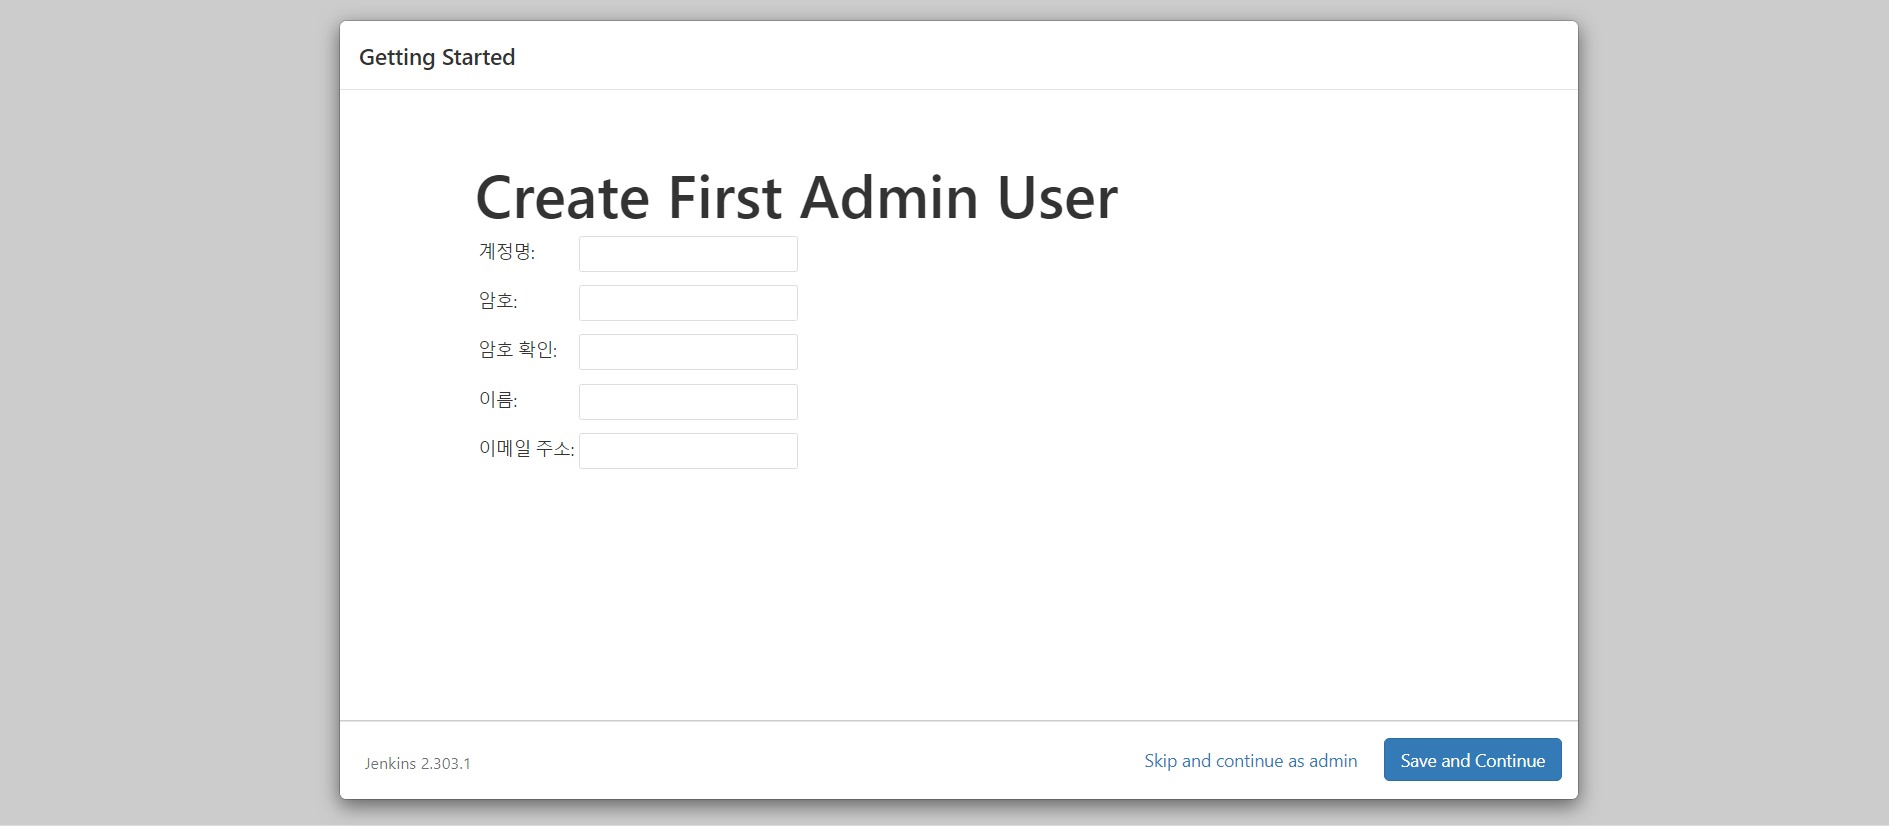 Getting Started
Create First Admin User
계정명:
암호:
암호 확인:
이름:
이메일 주소:
Jenkins 2.303.1
Skip and continue as admin
Save and Continue